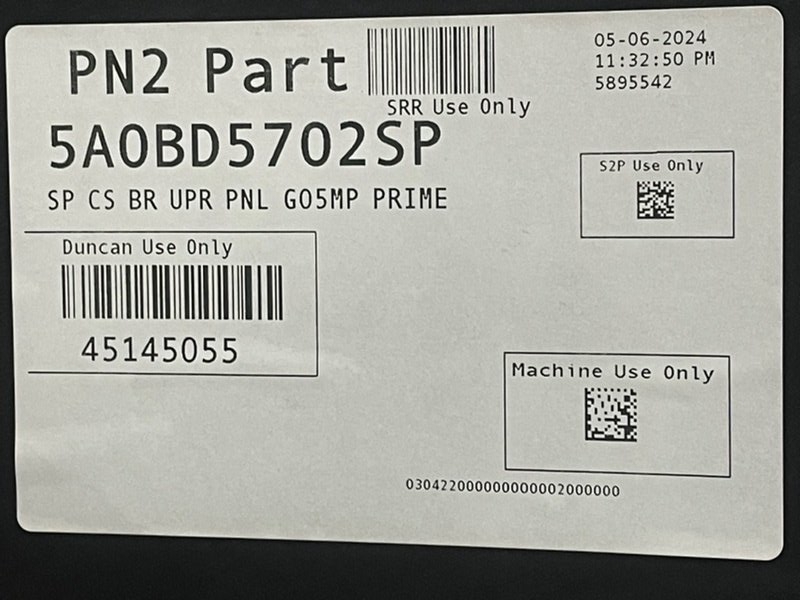 PN2 Part
SRR Use Only
05-06-2024
11:32:50 PM
5895542
5A0BD5702SP
SP CS BR UPR PNL GO5MP PRIME
S2P Use Only
Duncan Use Only
45145055
Machine Use Only
0304220000000000002000000